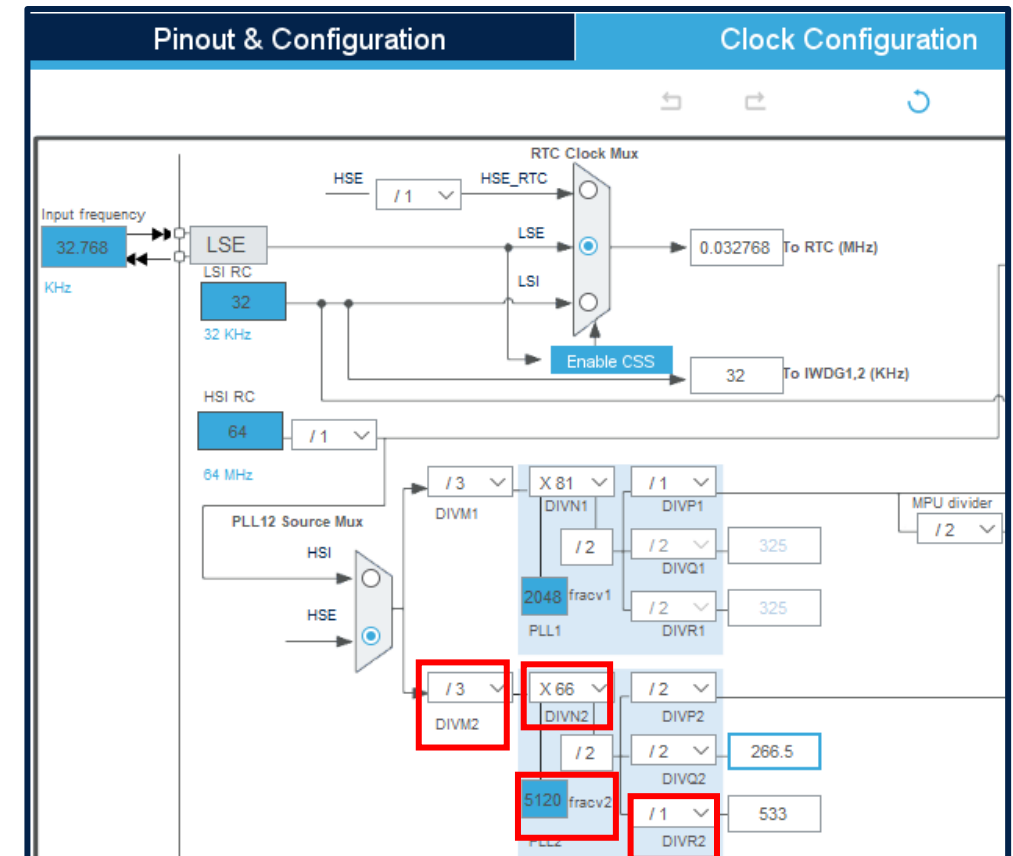 Pinout & Configuration
Clock Configuration
RTC Clock Mux
HSE
/ 1
HSE_RTC
Input frequency
32.768
KHz
LSE
LSE
0.032768
To RTC (MHz)
LSI RC
32
32 KHz
LSI
Enable CSS
32
To IWDG1,2 (KHz)
HSI RC
64
/ 1
64 MHz
/ 3
DIVM1
X 81
DIVN1
/ 1
DIVP1
MPU divider
/ 2
PLL12 Source Mux
HSI
/ 2
/ 2
DIVQ1
325
2048
fracv1
HSE
PLL1
/ 2
DIVR1
325
/ 3
DIVM2
X 66
DIVN2
/ 2
DIVP2
/ 2
/ 2
DIVQ2
266.5
5120
fracv2
PLL2
/ 1
DIVR2
533